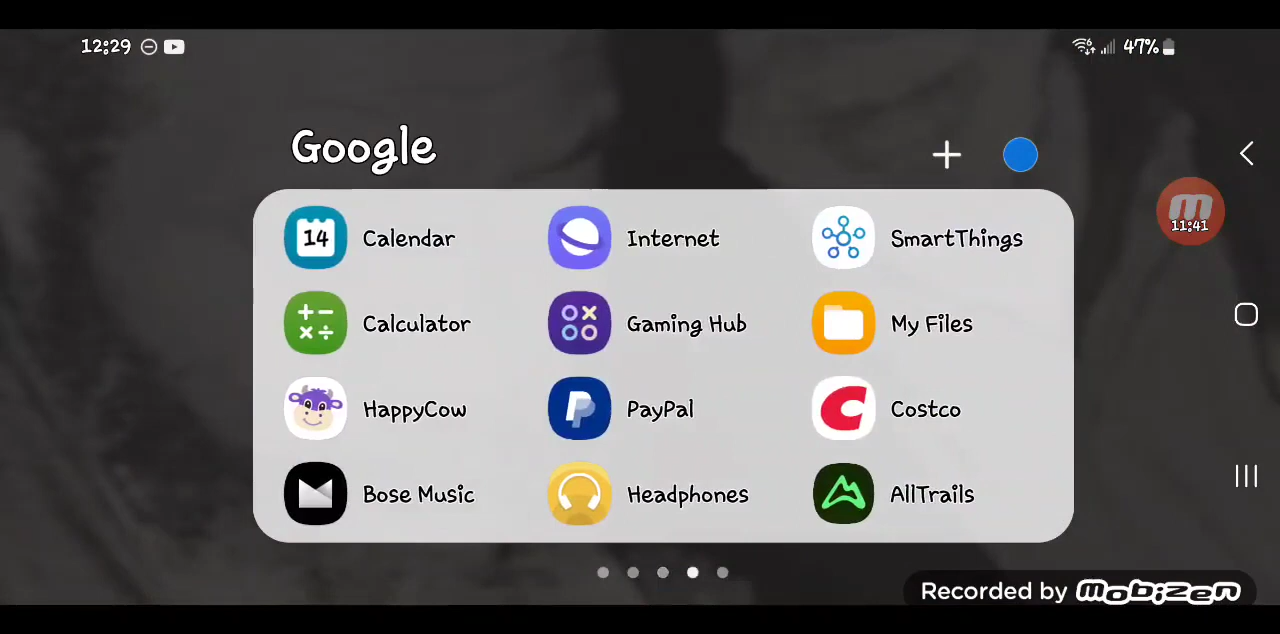 12:29 47%
Google
11:41
14 Calendar Internet SmartThings
Calculator Gaming Hub My Files
HappyCow PayPal Costco
Bose Music Headphones AllTrails
Recorded by mobizen